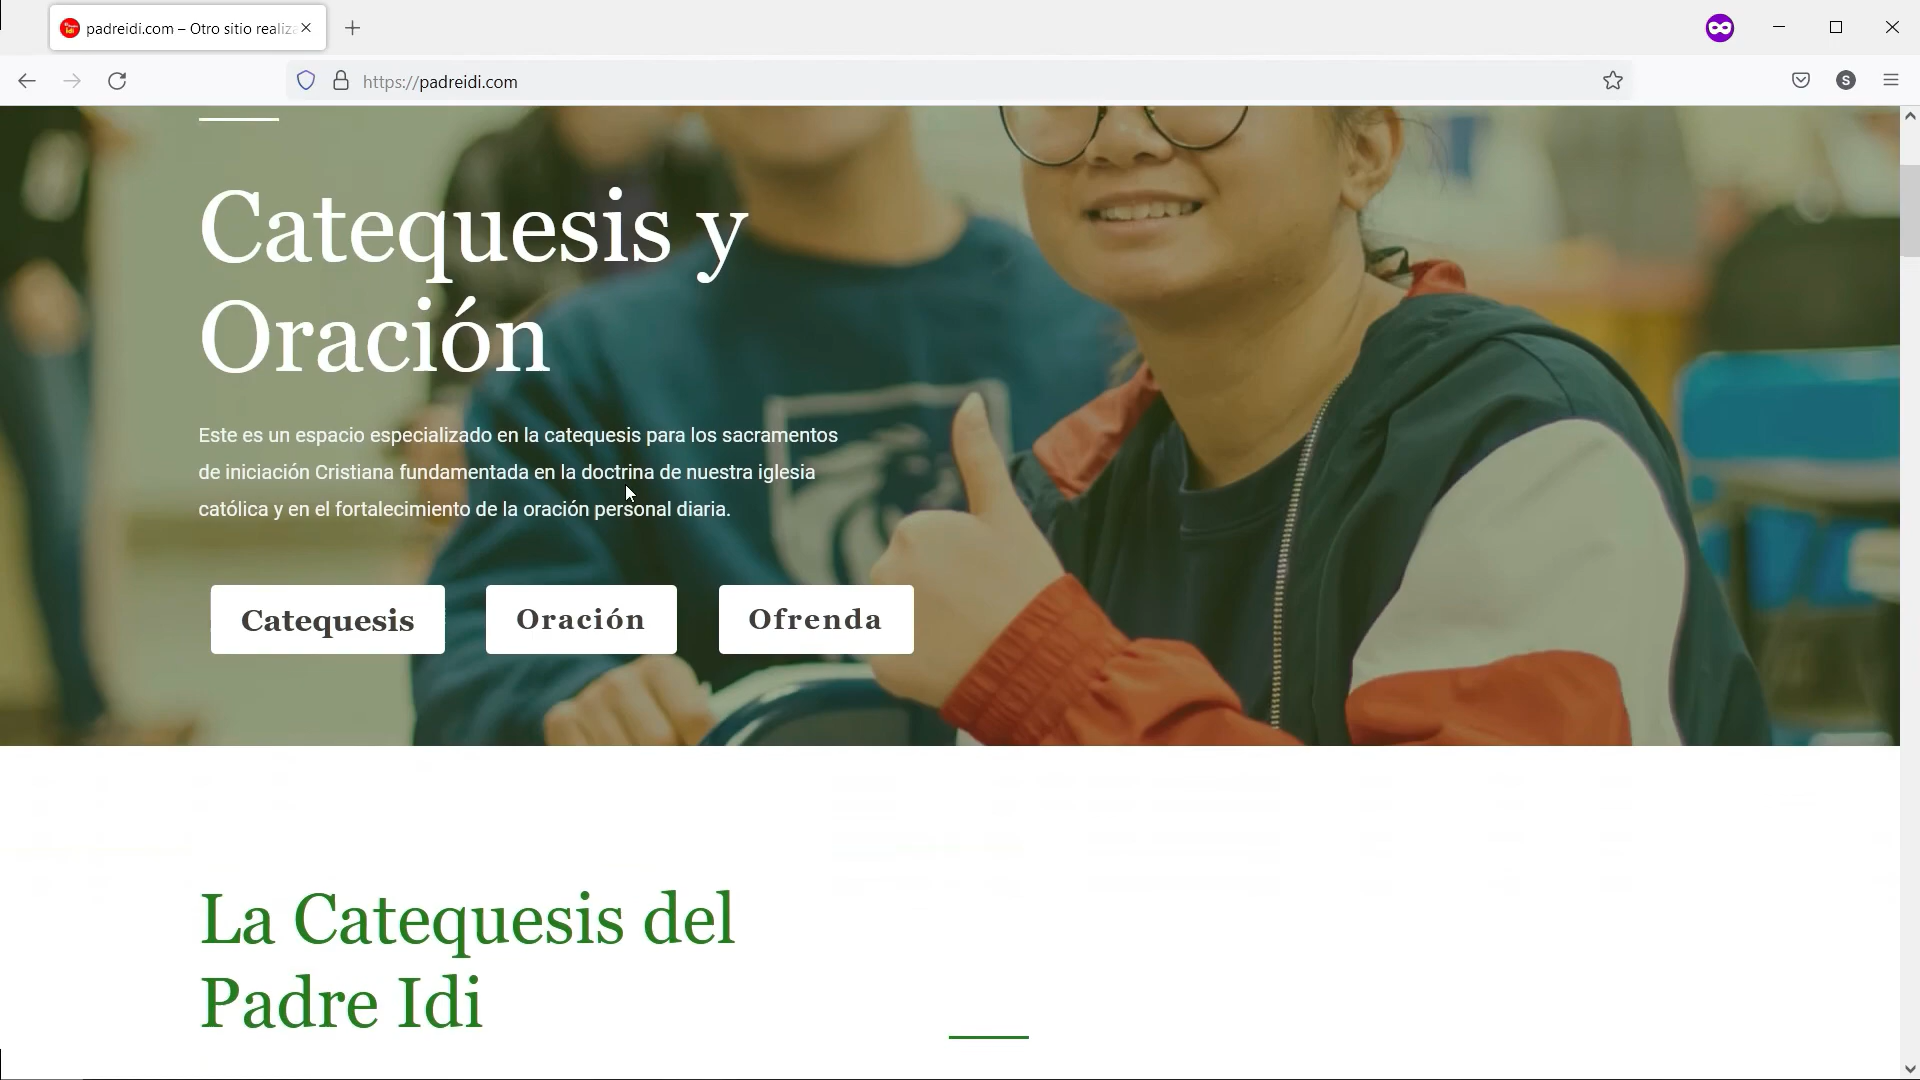 padreidi.com – Otro sitio realiza
https://padreidi.com
S
Catequesis y
Oración
Este es un espacio especializado en la catequesis para los sacramentos
de iniciación Cristiana fundamentada en la doctrina de nuestra iglesia
católica y en el fortalecimiento de la oración personal diaria.
Catequesis
Oración
Ofrenda
La Catequesis del
Padre Idi